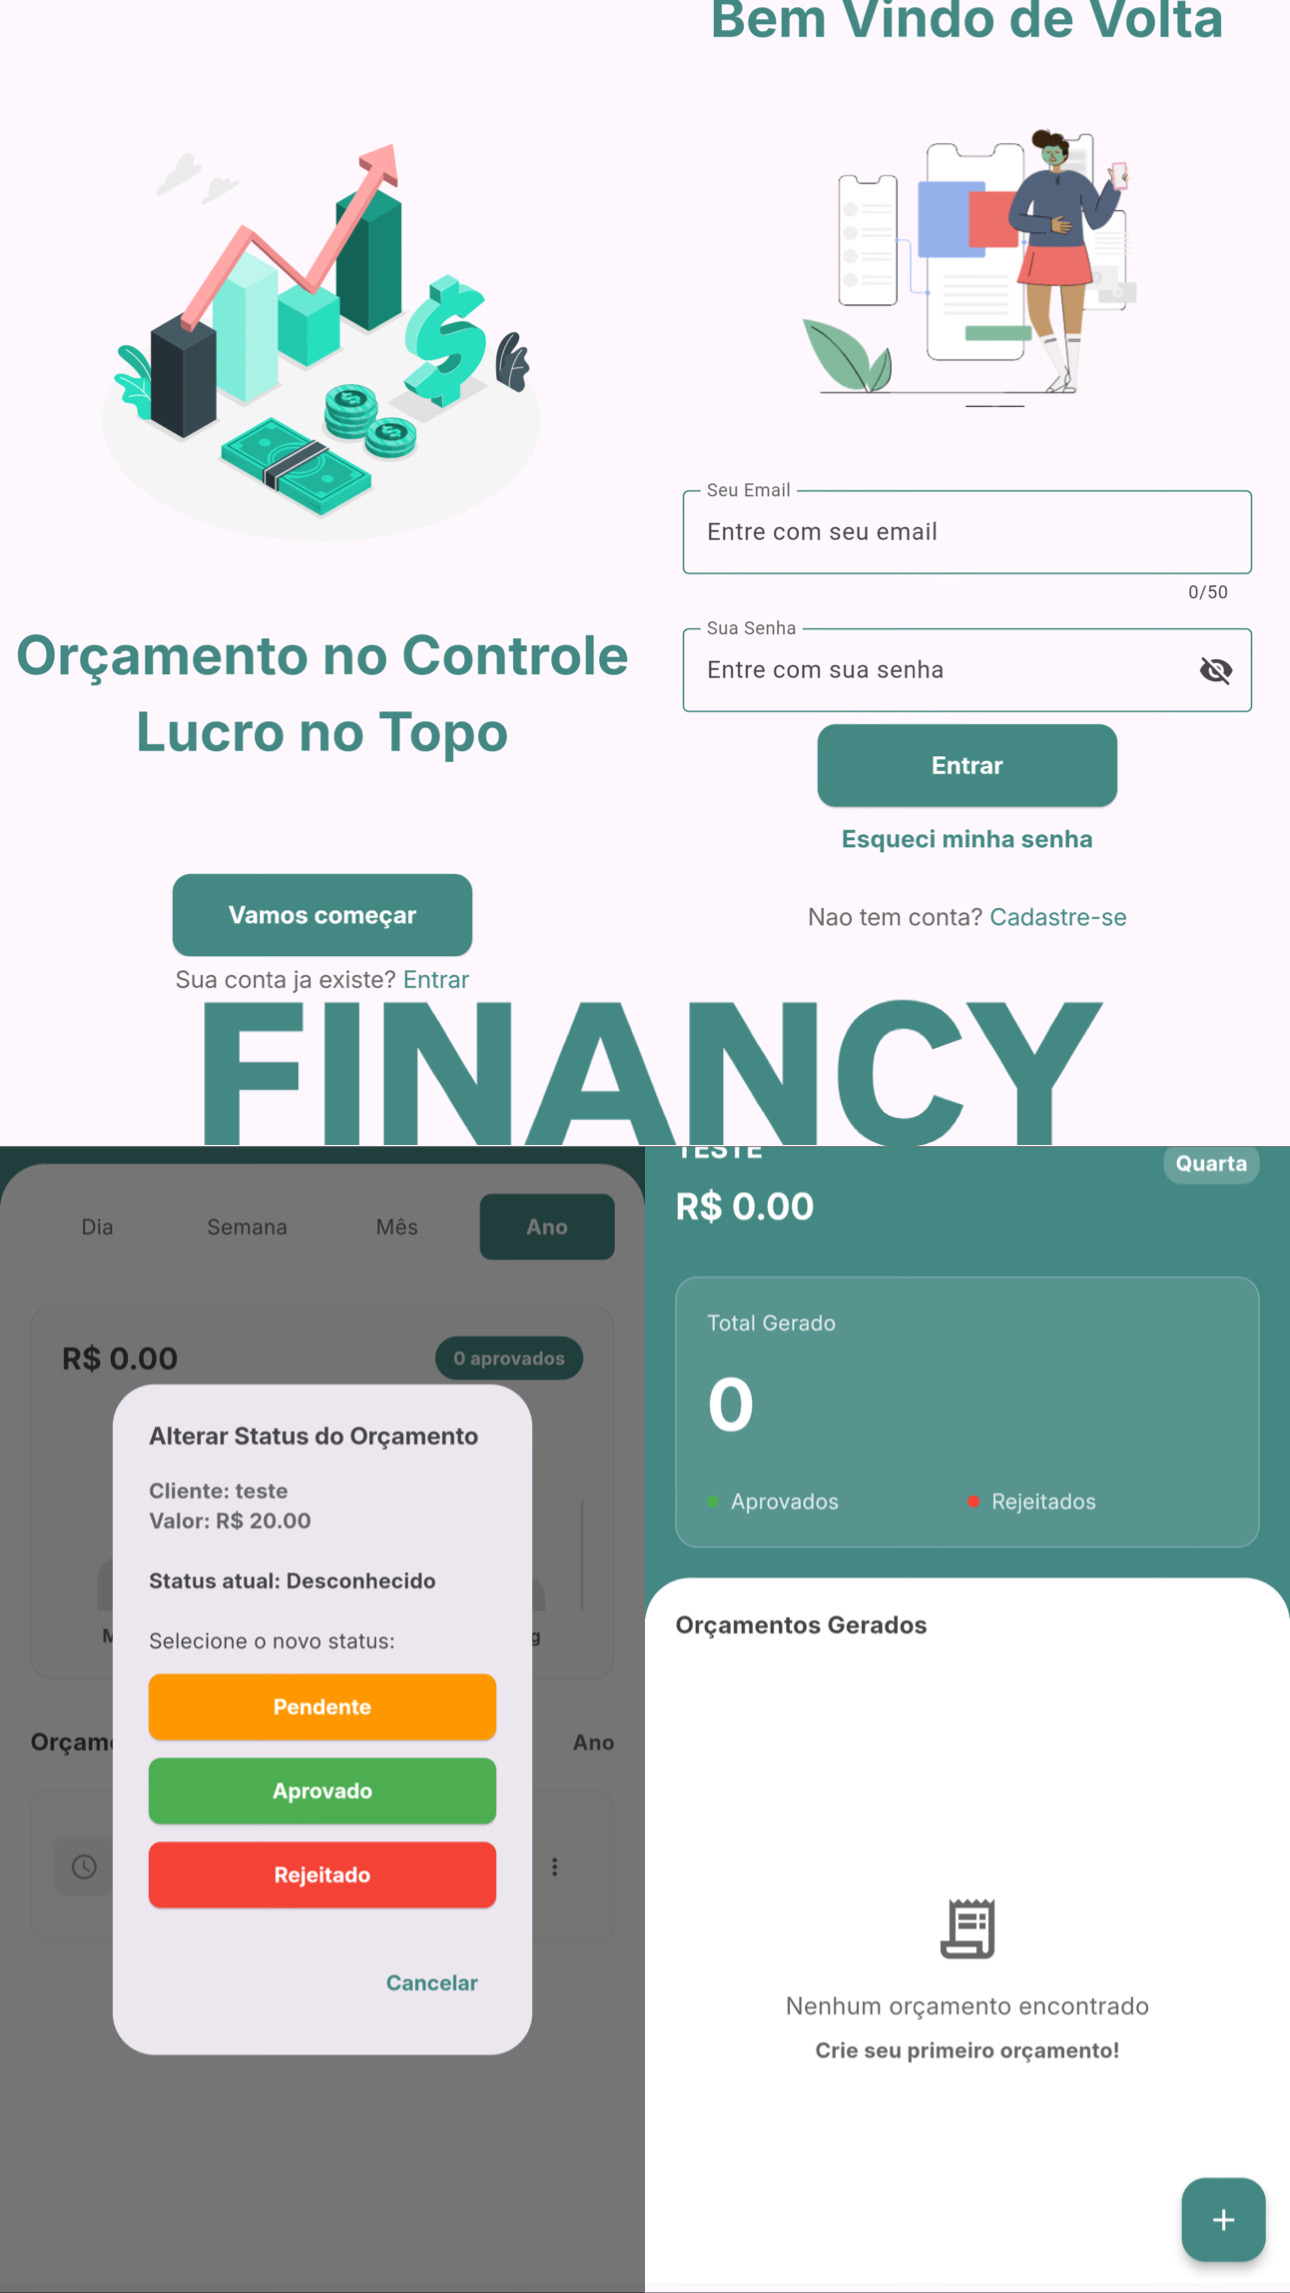 Orçamento no Controle
Lucro no Topo
Vamos começar
Sua conta ja existe? Entrar
Bem Vindo de Volta
Seu Email
Entre com seu email
0/50
Sua Senha
Entre com sua senha
Entrar
Esqueci minha senha
Nao tem conta? Cadastre-se
FINANCY
Dia Semana Mês Ano
R$ 0.00 0 aprovados
Alterar Status do Orçamento
Cliente: teste
Valor: R$ 20.00
Status atual: Desconhecido
Selecione o novo status:
Ano
Pendente
Aprovado
Rejeitado
Cancelar
TESTE Quarta
R$ 0.00
Total Gerado
0
Aprovados Rejeitados
Orçamentos Gerados
Nenhum orçamento encontrado
Crie seu primeiro orçamento!
+